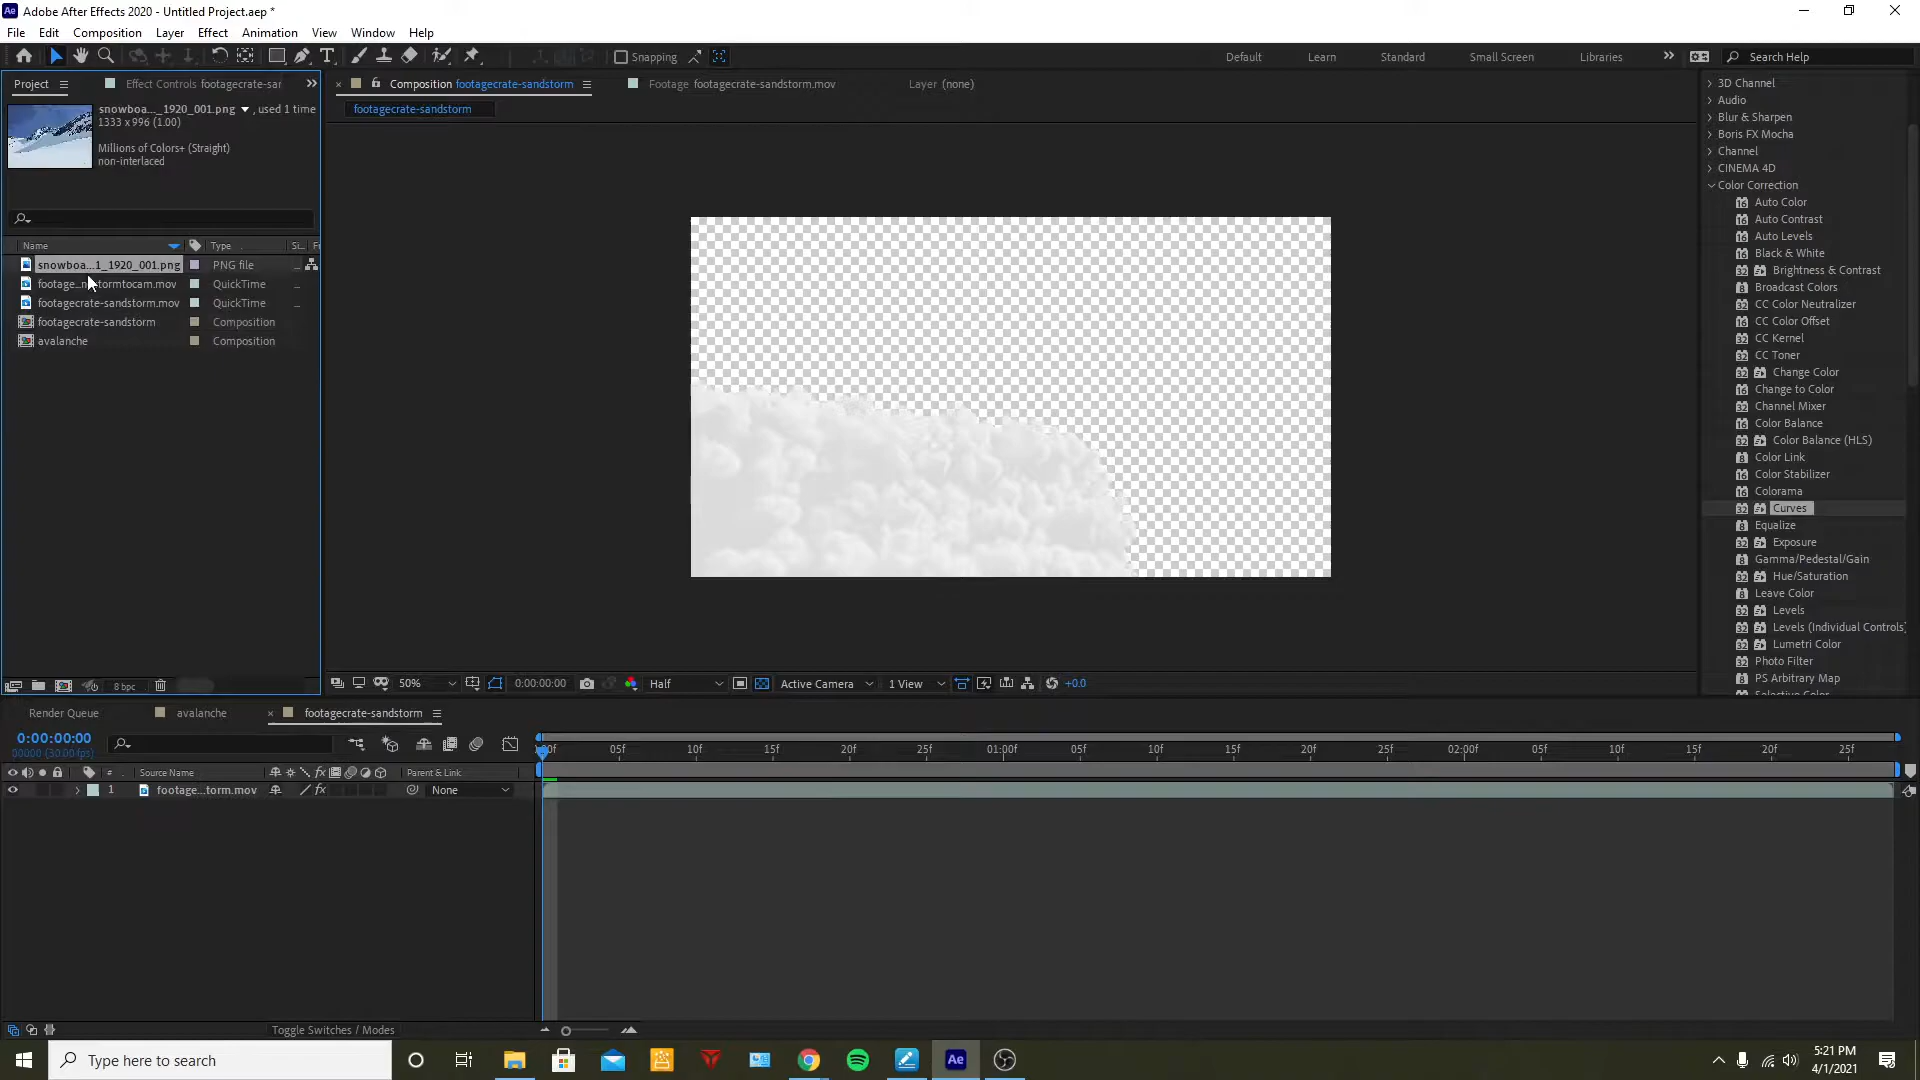 Adobe After Effects 2020 - Untitled Project.aep *
File Edit Composition Layer Effect Animation View Window Help
Snapping Default Learn Standard Small Screen Libraries Search Help
Project Effect Controls footagecrate-sar
Composition footagecrate-sandstorm Footage footagecrate-sandstorm.mov Layer (none)
footagecrate-sandstorm
snowboa..._1920_001.png , used 1 time
1333 x 996 (1.00)
Millions of Colors+ (Straight)
non-interlaced
Name Type Si...
snowboa...1_1920_001.png PNG file
QuickTime
footagecrate-sandstorm.mov QuickTime
footagecrate-sandstorm Composition
avalanche Composition
8 bpc
50% 0:00:00:00 Half Active Camera 1 View +0.0
3D Channel
Audio
Blur & Sharpen
Boris FX Mocha
Channel
CINEMA 4D
Color Correction
Auto Color
Auto Contrast
Auto Levels
Black & White
Brightness & Contrast
Broadcast Colors
CC Color Neutralizer
CC Color Offset
CC Kernel
CC Toner
Change Color
Change to Color
Channel Mixer
Color Balance
Color Balance (HLS)
Color Link
Color Stabilizer
Colorama
Curves
Equalize
Exposure
Gamma/Pedestal/Gain
Hue/Saturation
Leave Color
Levels
Levels (Individual Controls)
Lumetri Color
Photo Filter
PS Arbitrary Map
Render Queue avalanche footagecrate-sandstorm
0:00:00:00
00000 (30.00 fps)
05f 10f 15f 20f 25f 01:00f 05f 10f 15f 20f 25f 02:00f 05f 10f 15f 20f 25f
# Source Name Parent & Link
1 footage...torm.mov None
Toggle Switches / Modes
Type here to search
5:21 PM
4/1/2021